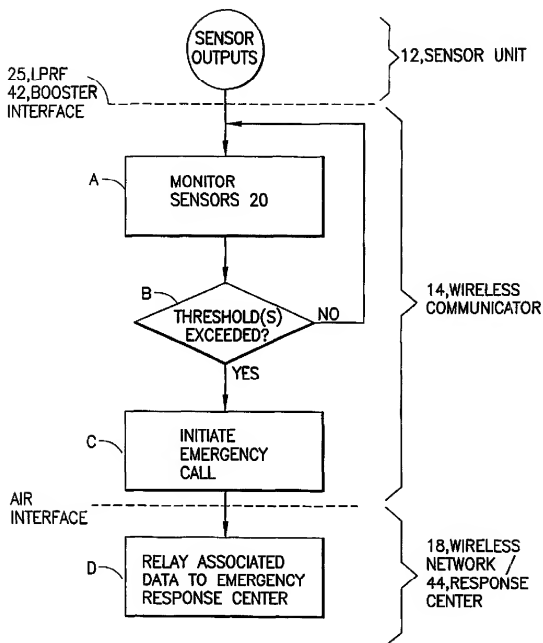 SENSOR
OUTPUTS
12,SENSOR UNIT
25,LPRF
42,BOOSTER
INTERFACE
A
MONITOR
SENSORS 20
B
THRESHOLD(S)
EXCEEDED?
NO
YES
14,WIRELESS
COMMUNICATOR
C
INITIATE
EMERGENCY
CALL
AIR
INTERFACE
D
RELAY ASSOCIATED
DATA TO EMERGENCY
RESPONSE CENTER
18,WIRELESS
NETWORK /
44,RESPONSE
CENTER